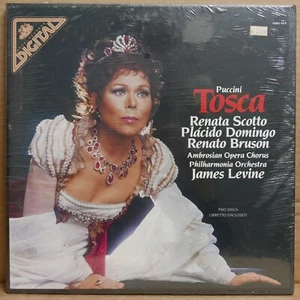 DIGITAL
Puccini
Tosca
Renata Scotto
Plácido Domingo
Renato Bruson
Ambrosian Opera Chorus
Philharmonia Orchestra
James Levine
TWO DISCS
LIBRETTO ENCLOSED